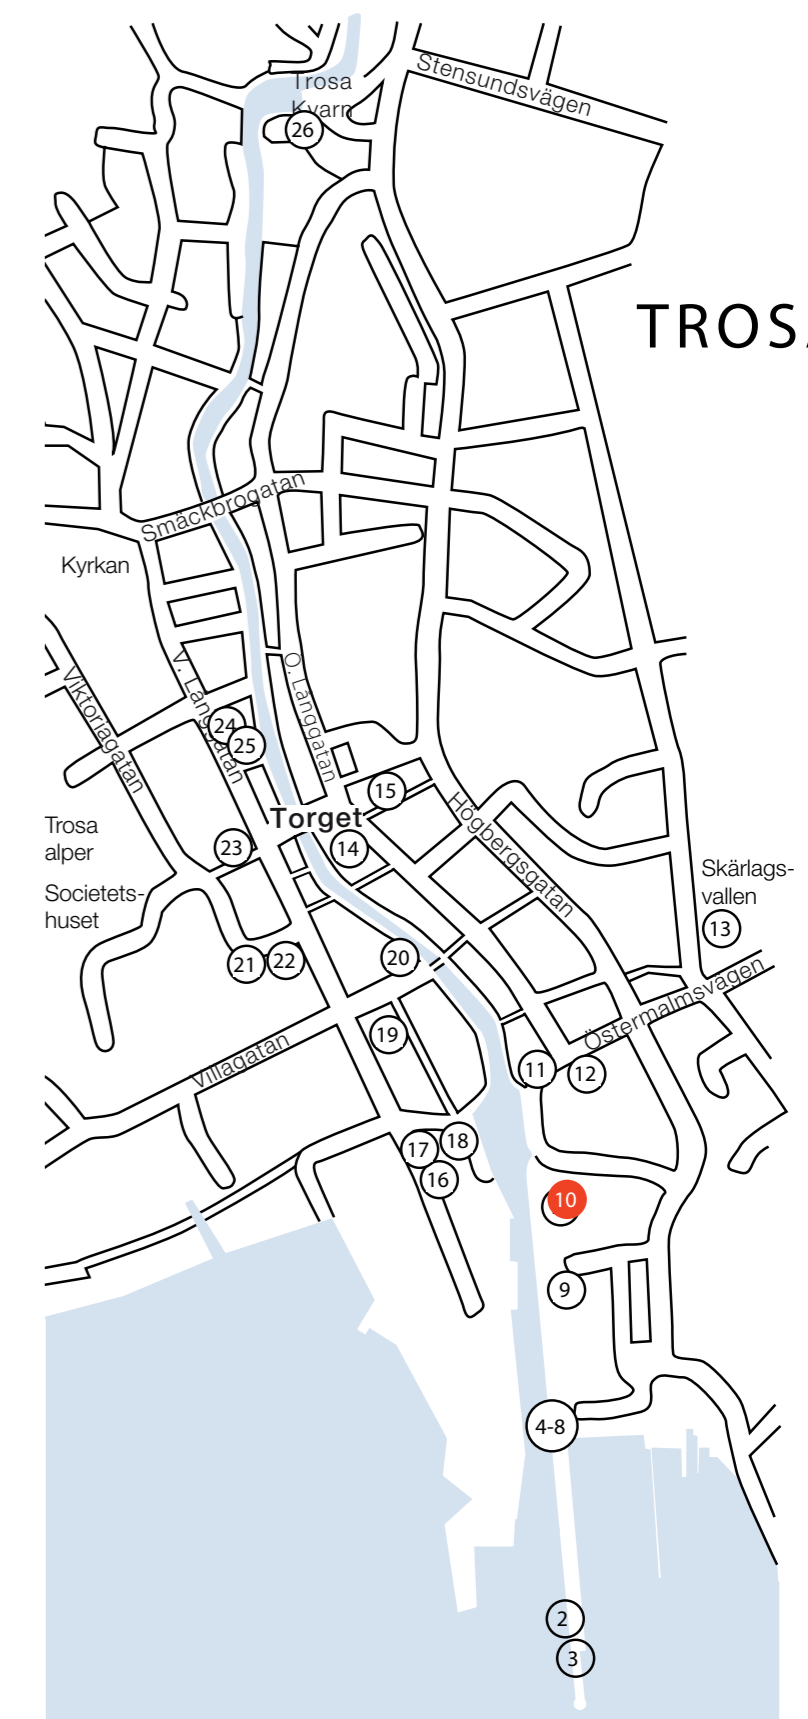 Stensundsvägen
Trosa
Kvarn
26
TROSA
Smäckbrogatan
Kyrkan
V. Långgatan
Ö. Långgatan
Viktoriagatan
24
25
15
Torget
Högbergsgatan
Trosa
alper
23
14
Societets-
huset
Skärlags-
vallen
13
21
22
20
Östermalmsvägen
19
Villagatan
11
12
17
18
16
10
9
4-8
2
3